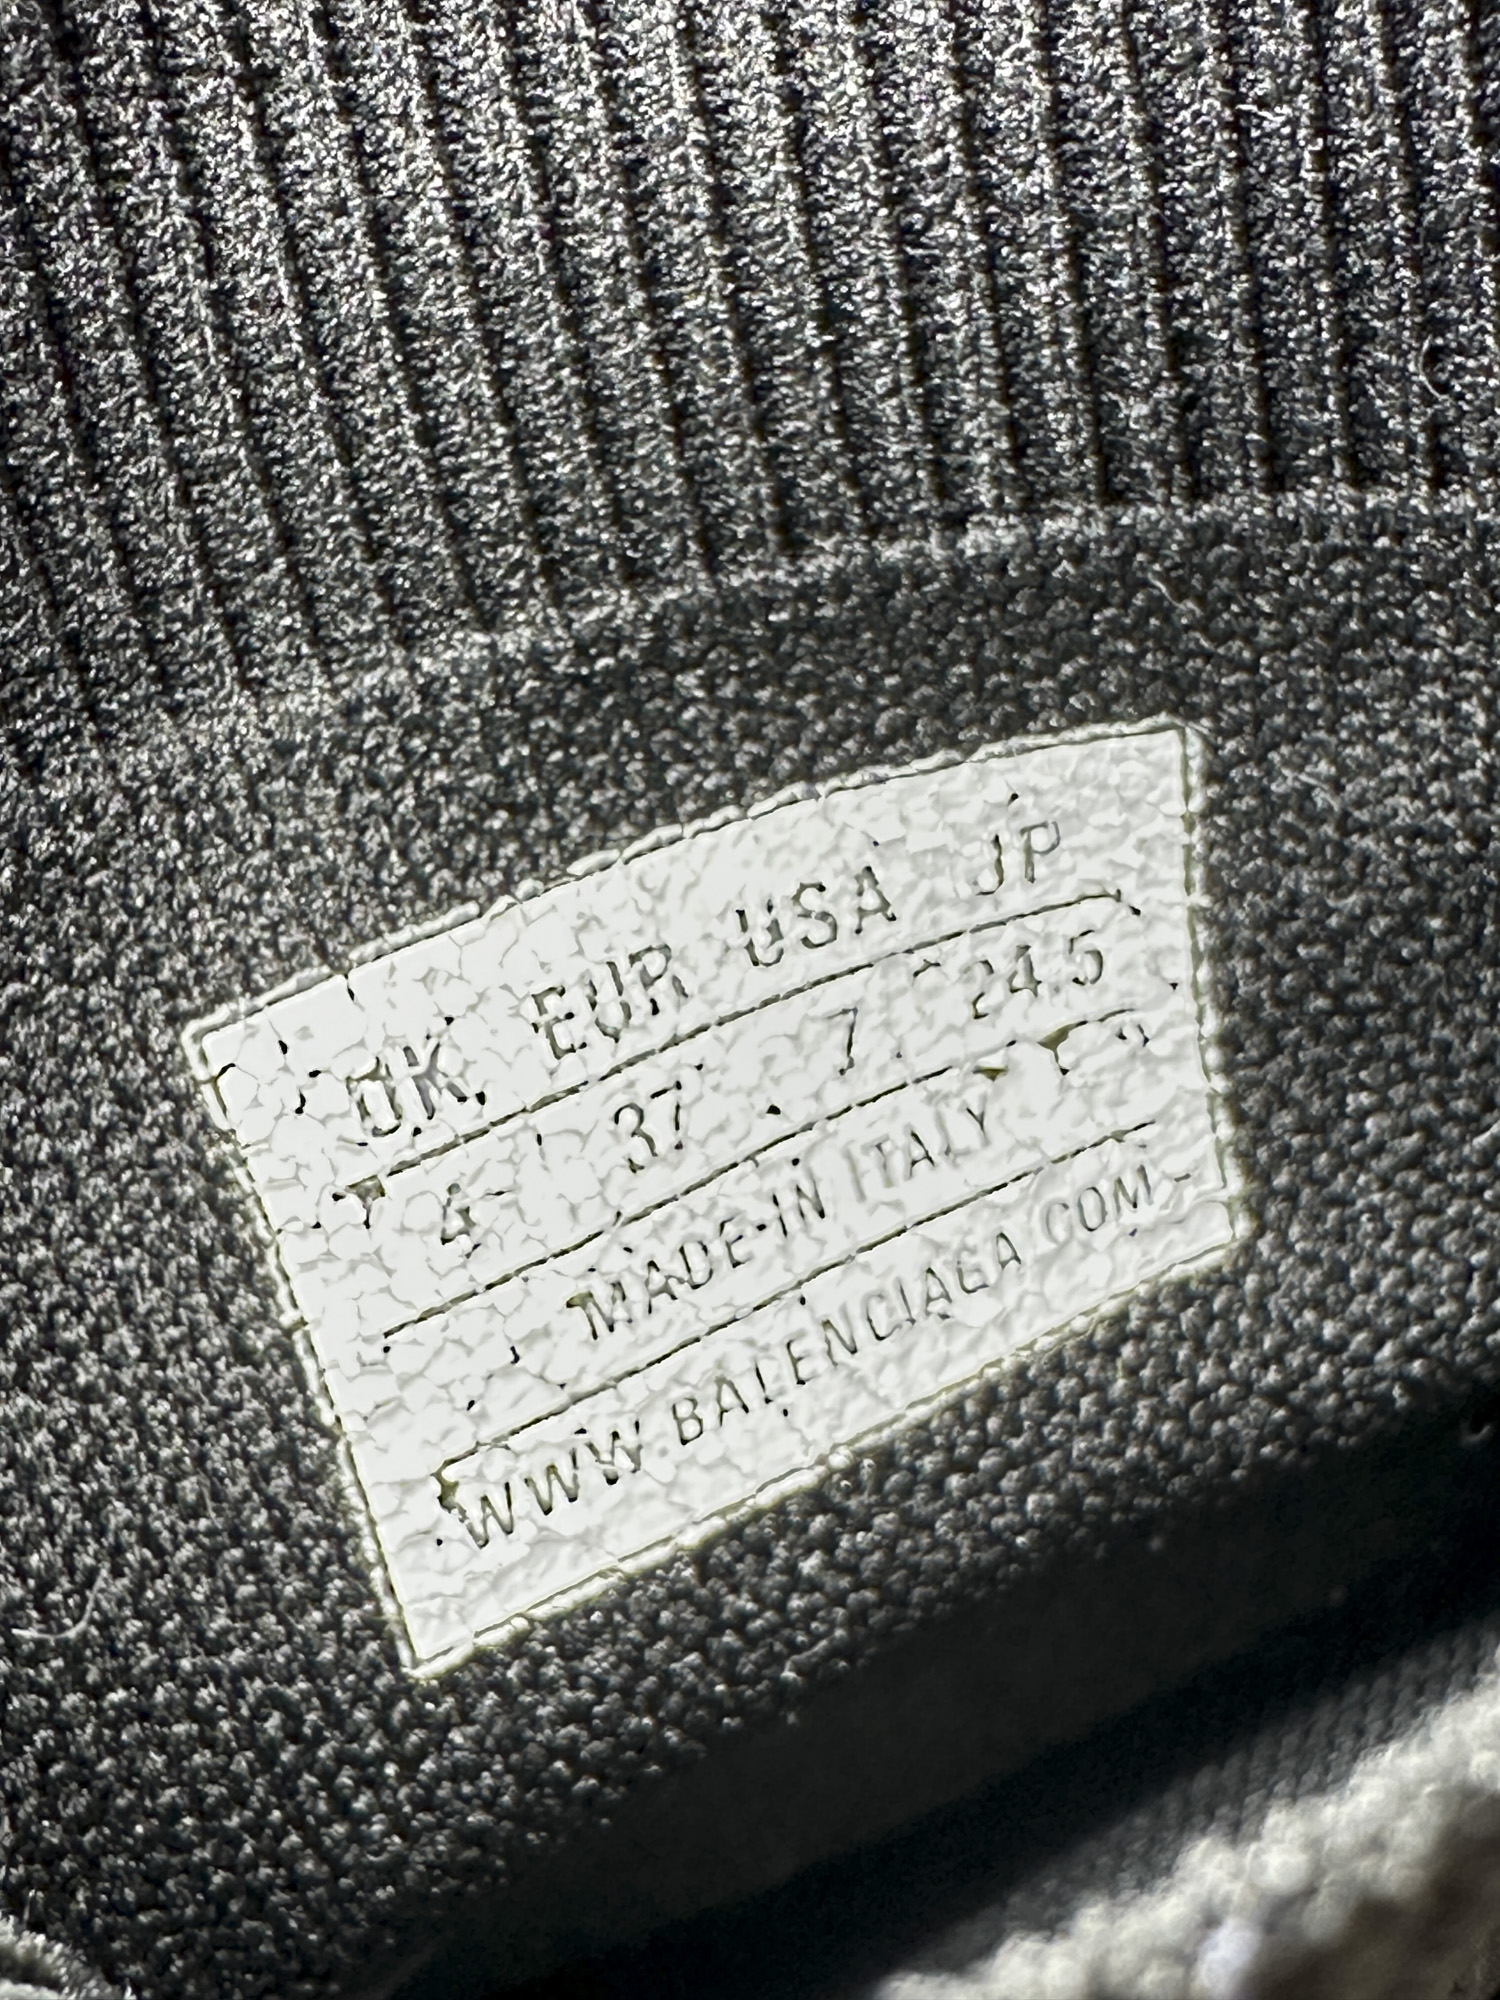 UK EUR USA JP
4 37 7 24.5
MADE-IN ITALY
WWW.BALENCIAGA.COM